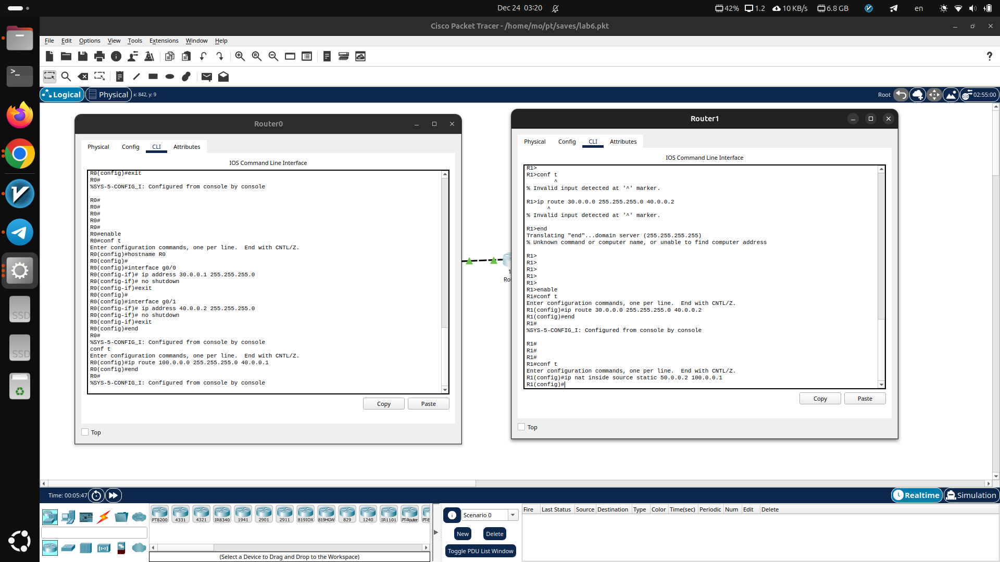 Dec 24 03:20
42% 1.2 10 KB/s 6.8 GB en
Cisco Packet Tracer - /home/mo/pt/saves/lab6.pkt
File Edit Options View Tools Extensions Window Help
Logical Physical x: 842, y: 9
Root 02:55:00
Router0
Physical Config CLI Attributes
IOS Command Line Interface
R0(config)#exit
R0#
%SYS-5-CONFIG_I: Configured from console by console
R0#
R0#
R0#
R0#
R0#
R0#enable
R0#conf t
Enter configuration commands, one per line.  End with CNTL/Z.
R0(config)#hostname R0
R0(config)#
R0(config)#interface g0/0
R0(config-if)# ip address 30.0.0.1 255.255.255.0
R0(config-if)# no shutdown
R0(config-if)#exit
R0(config)#
R0(config)#interface g0/1
R0(config-if)# ip address 40.0.0.2 255.255.255.0
R0(config-if)# no shutdown
R0(config-if)#exit
R0(config)#end
R0#
%SYS-5-CONFIG_I: Configured from console by console
conf t
Enter configuration commands, one per line.  End with CNTL/Z.
R0(config)#ip route 100.0.0.0 255.255.255.0 40.0.0.1
R0(config)#end
R0#
%SYS-5-CONFIG_I: Configured from console by console
Copy Paste
Top
1
Rou
Router1
Physical Config CLI Attributes
IOS Command Line Interface
R1>
R1>conf t
^
% Invalid input detected at '^' marker.
R1>ip route 30.0.0.0 255.255.255.0 40.0.0.2
^
% Invalid input detected at '^' marker.
R1>end
Translating "end"...domain server (255.255.255.255)
% Unknown command or computer name, or unable to find computer address
R1>
R1>
R1>
R1>
R1>
R1>enable
R1#conf t
Enter configuration commands, one per line.  End with CNTL/Z.
R1(config)#ip route 30.0.0.0 255.255.255.0 40.0.0.2
R1(config)#end
R1#
%SYS-5-CONFIG_I: Configured from console by console
R1#
R1#
R1#
R1#conf t
Enter configuration commands, one per line.  End with CNTL/Z.
R1(config)#ip nat inside source static 50.0.0.2 100.0.0.1
R1(config)#
Copy Paste
Top
SSD
SSD
Time: 00:05:47
Realtime Simulation
PT8200 4331 4321 IR8340 1941 2901 2911 819IOX 819HGW 829 1240 IR1101 PT-Router PT-E
(Select a Device to Drag and Drop to the Workspace)
Scenario 0
New Delete
Toggle PDU List Window
Fire Last Status Source Destination Type Color Time(sec) Periodic Num Edit Delete